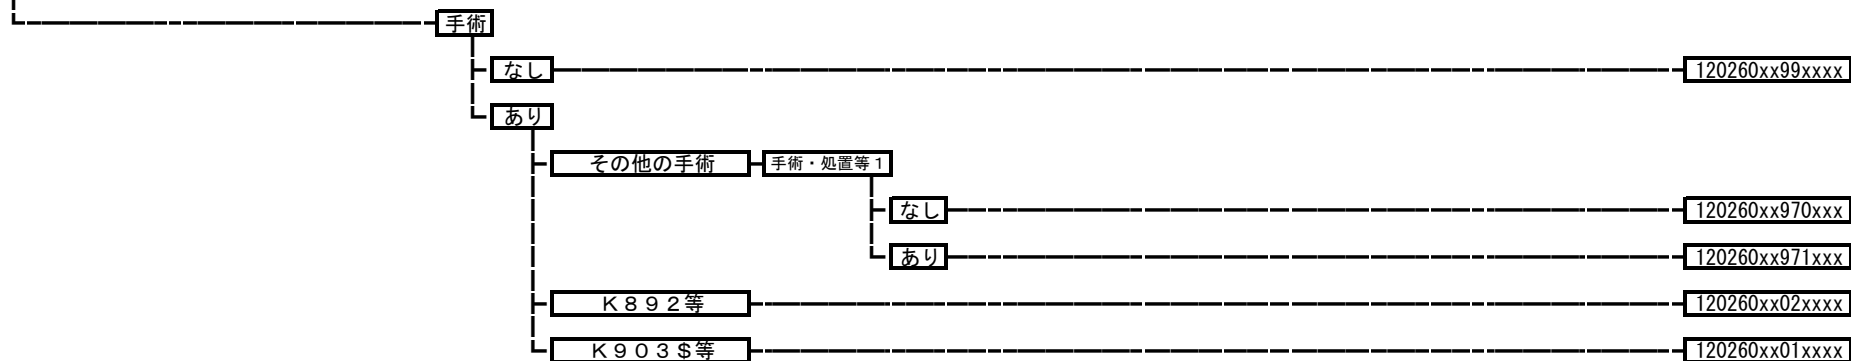 手術
なし 120260xx99xxxx
あり
その他の手術 手術・処置等１
なし 120260xx970xxx
あり 120260xx971xxx
Ｋ８９２等 120260xx02xxxx
Ｋ９０３＄等 120260xx01xxxx